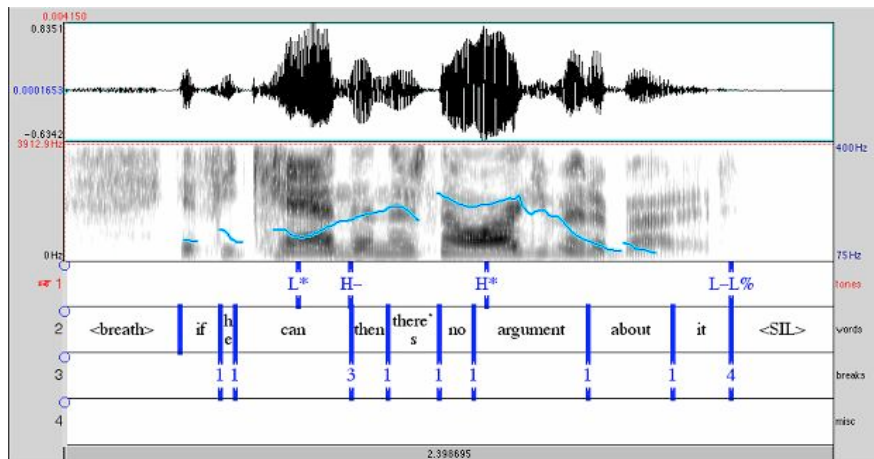 0.004150
0.8351
0.0001653
-0.6342
3912.9Hz 400Hz
0Hz 75Hz
☞ 1 L* H– H* L–L% tones
2 <breath> if he can then there's no argument about it <SIL> words
3 1 1 3 1 1 1 1 1 4 breaks
4 misc
2.398695